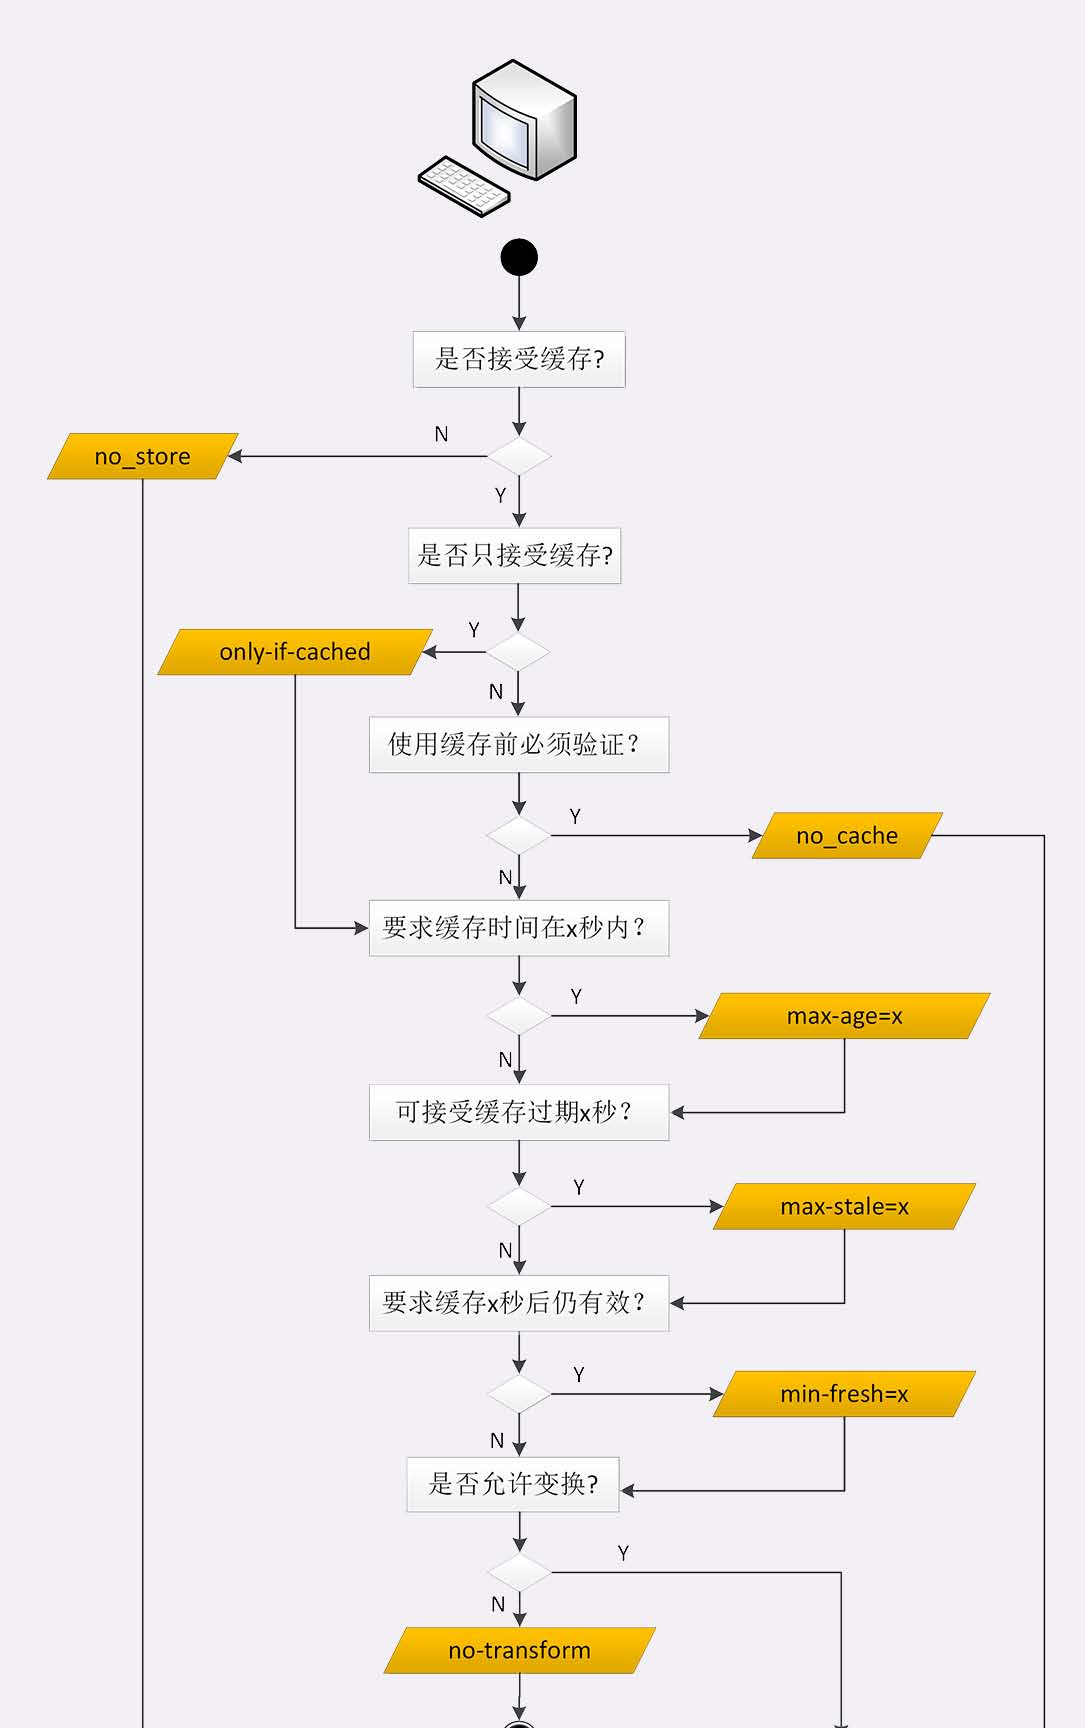 是否接受缓存?
N
no_store
Y
是否只接受缓存?
Y
only-if-cached
N
使用缓存前必须验证？
Y
no_cache
N
要求缓存时间在x秒内？
Y
max-age=x
N
可接受缓存过期x秒？
Y
max-stale=x
N
要求缓存x秒后仍有效？
Y
min-fresh=x
N
是否允许变换?
Y
N
no-transform